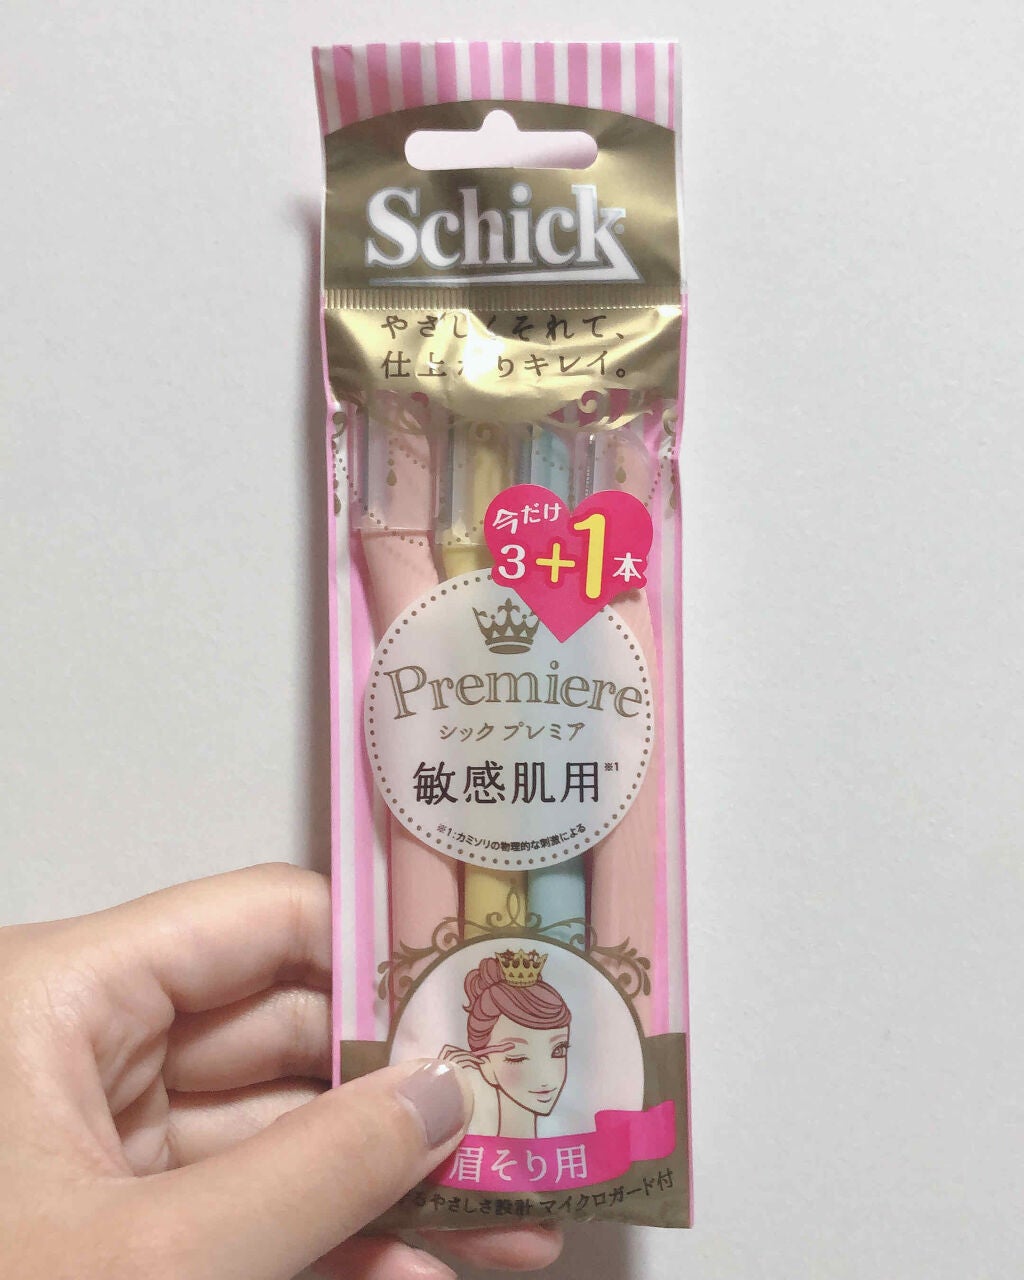 Schick
やさしくそれて、
仕上がりキレイ。
今だけ
3+1本
Premiere
シック プレミア
敏感肌用※1
※1:カミソリの物理的な刺激による
眉そり用
るやさしさ設計 マイクロガード付